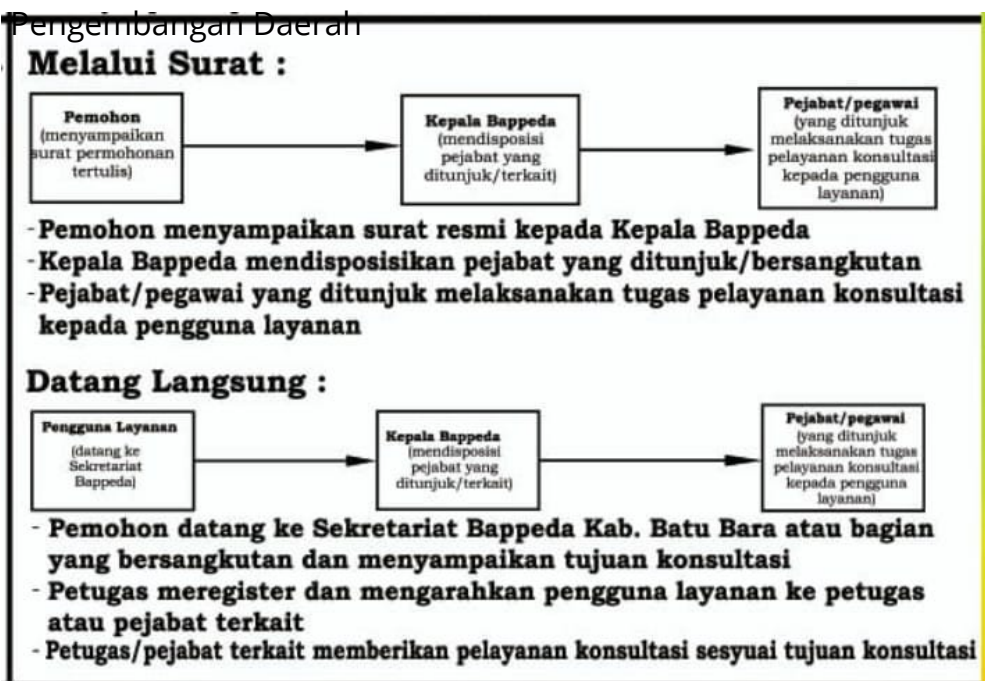 Pengembangan Daerah
Melalui Surat :
Pemohon
(menyampaikan
surat permohonan
tertulis)
Kepala Bappeda
(mendisposisi
pejabat yang
ditunjuk/terkait)
Pejabat/pegawai
(yang ditunjuk
melaksanakan tugas
pelayanan konsultasi
kepada pengguna
layanan)
-Pemohon menyampaikan surat resmi kepada Kepala Bappeda
-Kepala Bappeda mendisposisikan pejabat yang ditunjuk/bersangkutan
-Pejabat/pegawai yang ditunjuk melaksanakan tugas pelayanan konsultasi
kepada pengguna layanan
Datang Langsung :
Pengguna Layanan
(datang ke
Sekretariat
Bappeda)
Kepala Bappeda
(mendisposisi
pejabat yang
ditunjuk/terkait)
Pejabat/pegawai
(yang ditunjuk
melaksanakan tugas
pelayanan konsultasi
kepada pengguna
layanan)
- Pemohon datang ke Sekretariat Bappeda Kab. Batu Bara atau bagian
yang bersangkutan dan menyampaikan tujuan konsultasi
- Petugas meregister dan mengarahkan pengguna layanan ke petugas
atau pejabat terkait
- Petugas/pejabat terkait memberikan pelayanan konsultasi sesyuai tujuan konsultasi